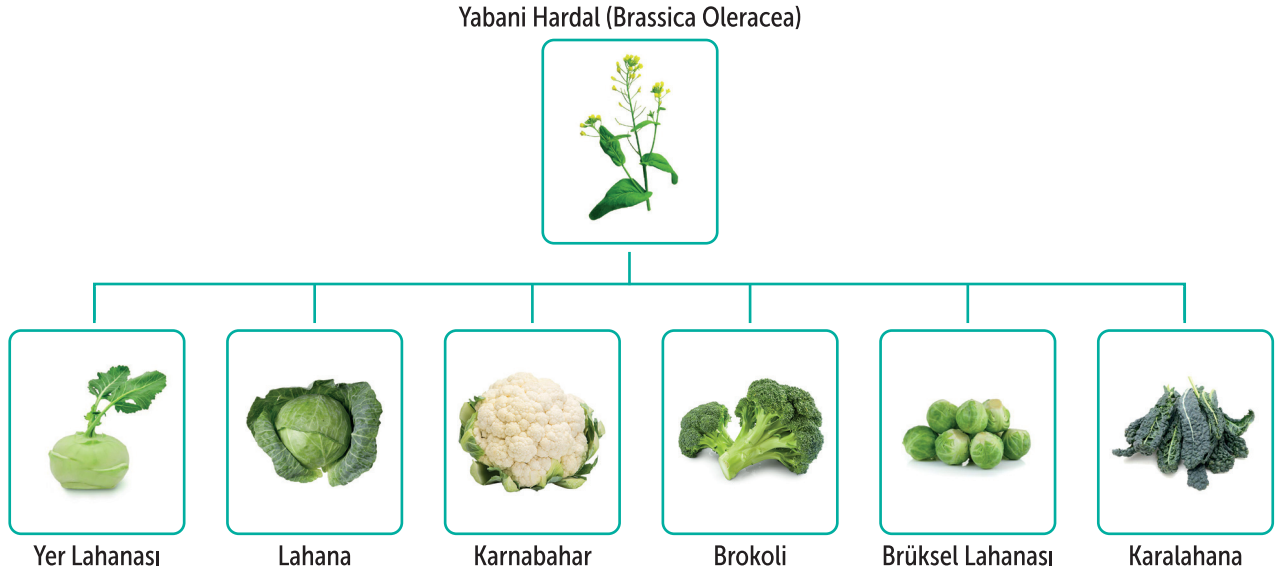 Yabani Hardal (Brassica Oleracea)
Yer Lahanası
Lahana
Karnabahar
Brokoli
Brüksel Lahanası
Karalahana